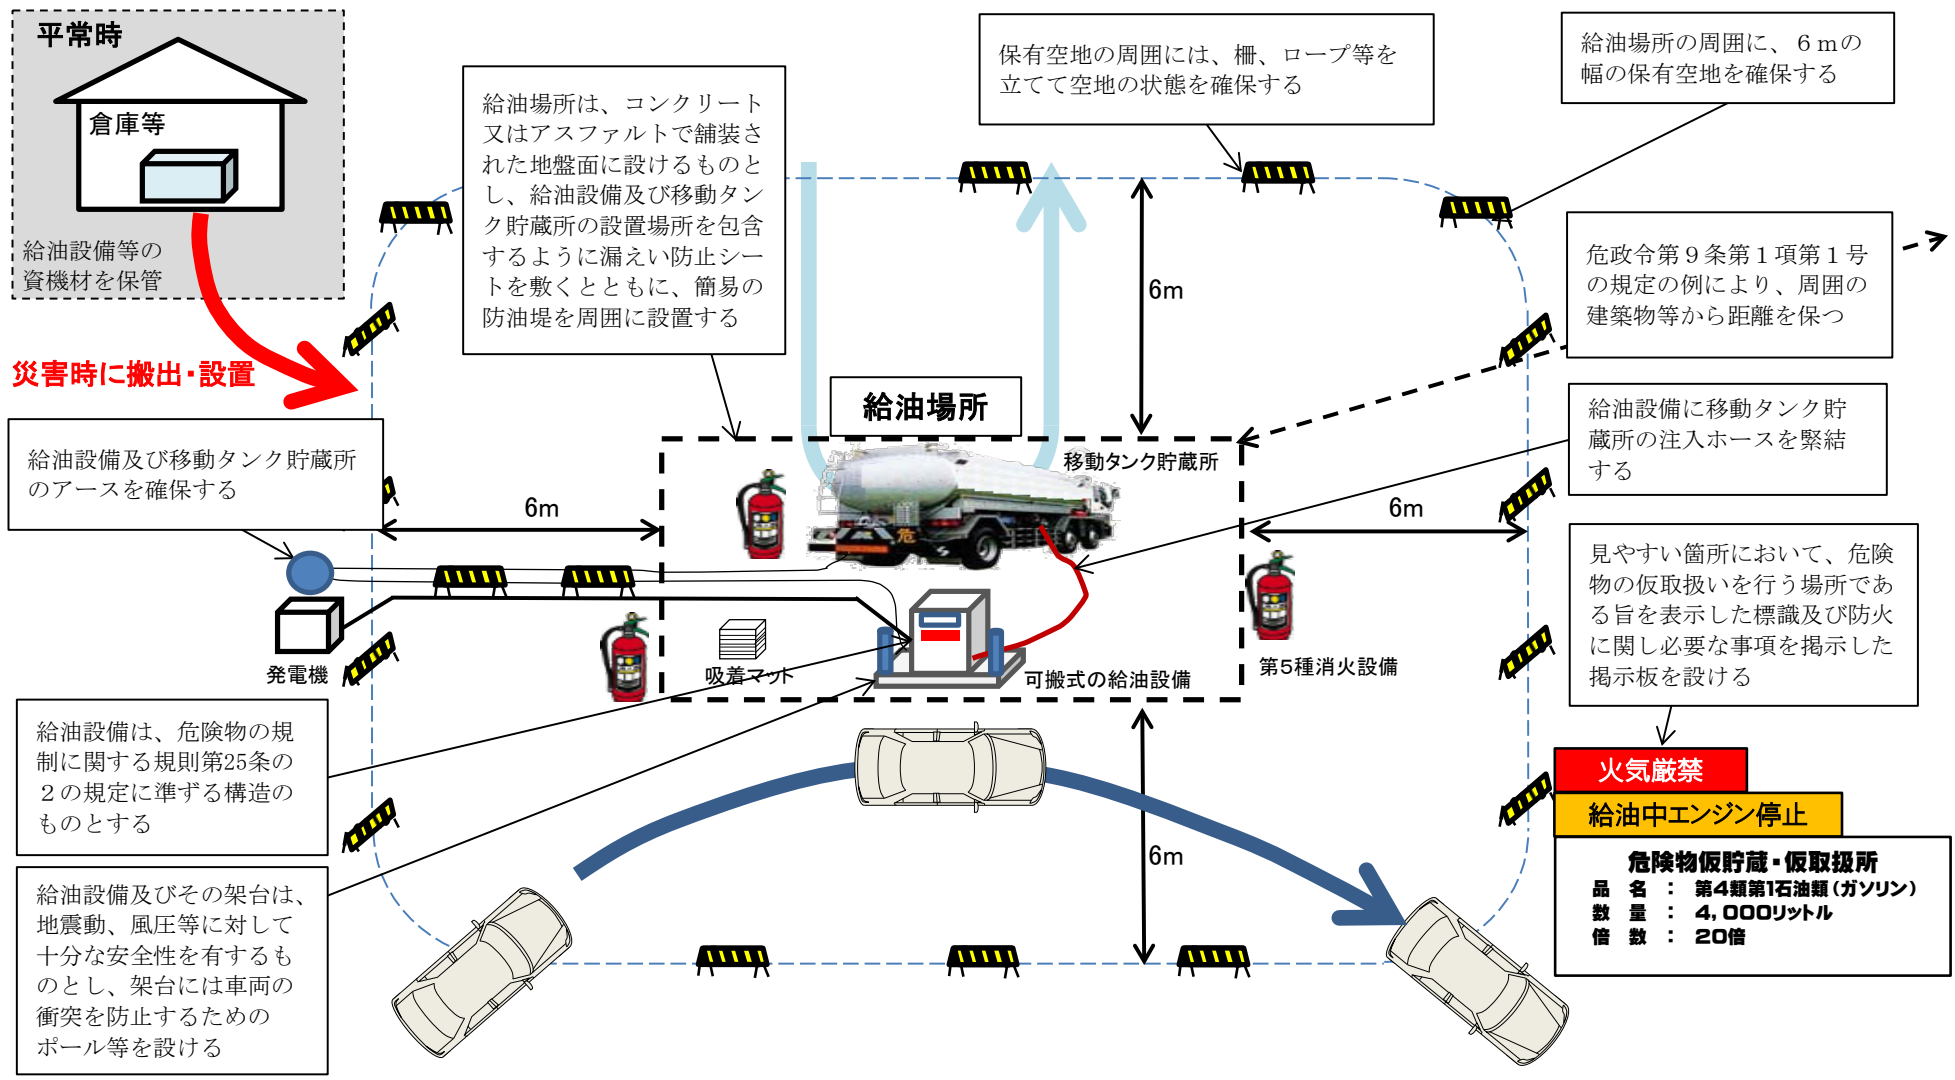 平常時
倉庫等
給油設備等の
資機材を保管
災害時に搬出・設置
給油場所は、コンクリート
又はアスファルトで舗装さ
れた地盤面に設けるものと
し、給油設備及び移動タン
ク貯蔵所の設置場所を包含
するように漏えい防止シー
トを敷くとともに、簡易の
防油堤を周囲に設置する
保有空地の周囲には、柵、ロープ等を
立てて空地の状態を確保する
給油場所の周囲に、６ｍの
幅の保有空地を確保する
危政令第９条第１項第１号
の規定の例により、周囲の
建築物等から距離を保つ
6m
給油場所
給油設備に移動タンク貯
蔵所の注入ホースを緊結
する
給油設備及び移動タンク貯蔵所
のアースを確保する
移動タンク貯蔵所
6m
6m
危
見やすい箇所において、危険
物の仮取扱いを行う場所であ
る旨を表示した標識及び防火
に関し必要な事項を掲示した
掲示板を設ける
発電機
吸着マット
可搬式の給油設備
第5種消火設備
給油設備は、危険物の規
制に関する規則第25条の
２の規定に準ずる構造の
ものとする
火気厳禁
給油中エンジン停止
6m
危険物仮貯蔵・仮取扱所
品　名　：　第4類第1石油類（ガソリン）
数　量　：　4,000リットル
倍　数　：　20倍
給油設備及びその架台は、
地震動、風圧等に対して
十分な安全性を有するも
のとし、架台には車両の
衝突を防止するための
ポール等を設ける